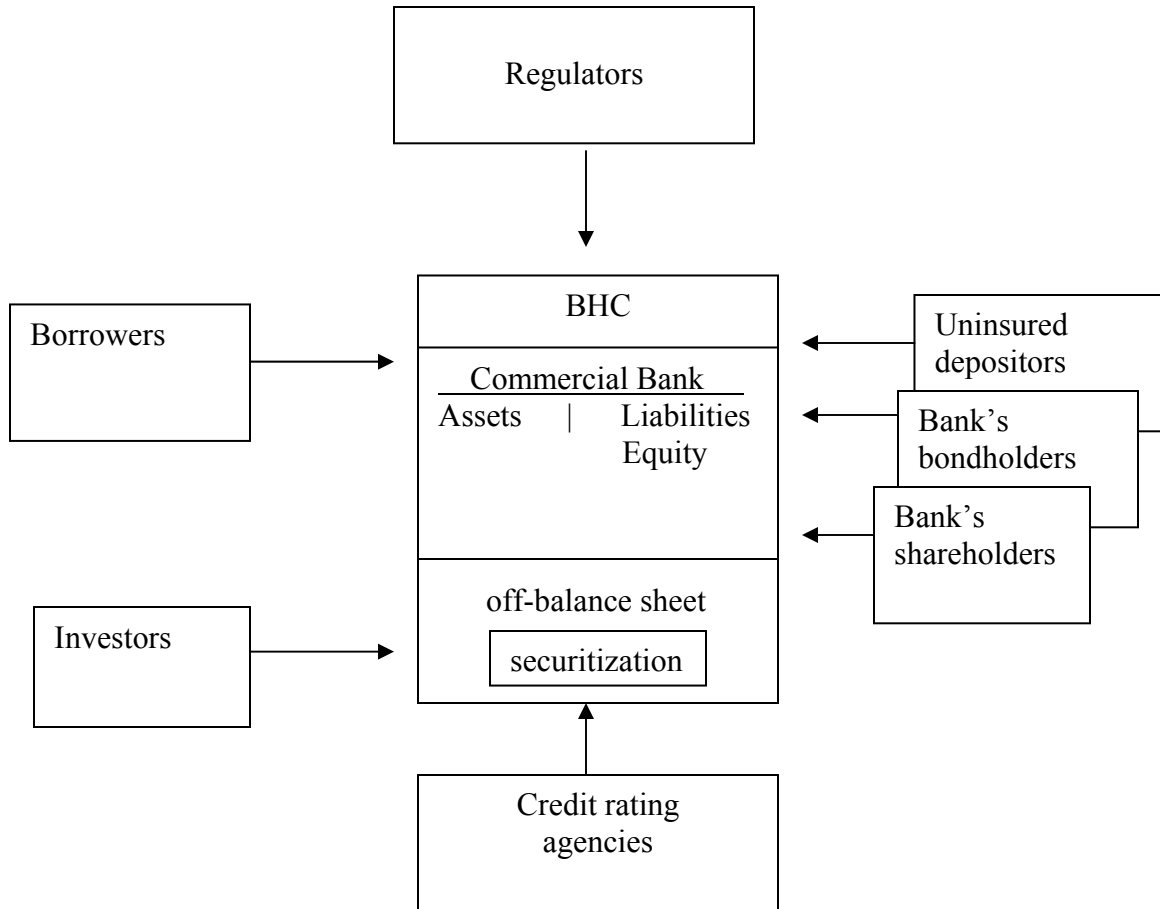 Regulators
BHC
Borrowers
Commercial Bank
Assets | Liabilities
Equity
Uninsured
depositors
Bank’s
bondholders
Bank’s
shareholders
Investors
off-balance sheet
securitization
Credit rating
agencies